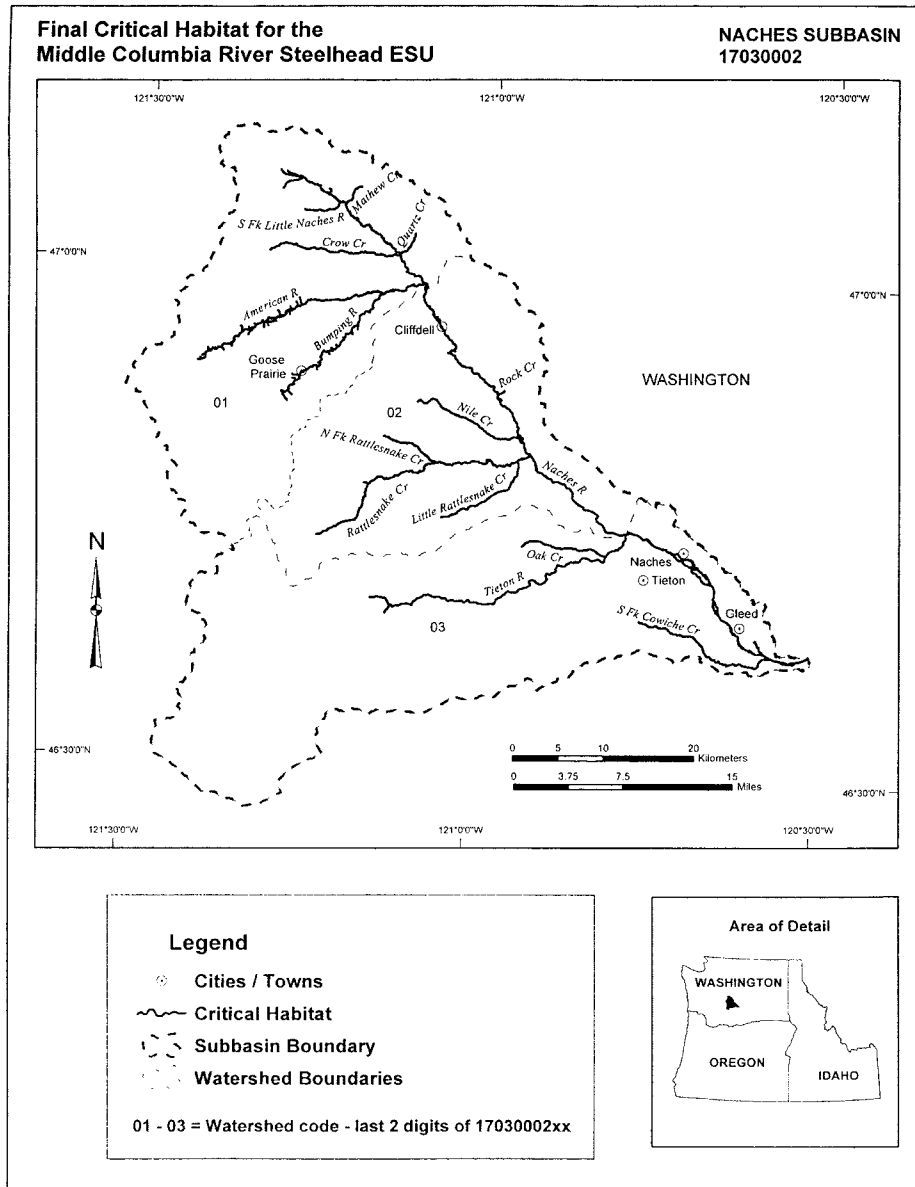 Final Critical Habitat for the
Middle Columbia River Steelhead ESU
NACHES SUBBASIN
17030002
121°30'0"W
121°0'0"W
120°30'0"W
Mathew Cr
S Fk Little Naches R
Quartz Cr
Crow Cr
47°0'0"N
47°0'0"N
American R
Bumping R
Cliffdell
Goose
Prairie
WASHINGTON
Rock Cr
01
02
Nile Cr
N Fk Rattlesnake Cr
Naches R
Little Rattlesnake Cr
Rattlesnake Cr
N
Oak Cr
Naches
Tieton
Tieton R
Gleed
S Fk Cowiche Cr
03
46°30'0"N
0 5 10 20
Kilometers
0 3.75 7.5 15
Miles
46°30'0"N
121°30'0"W
121°0'0"W
120°30'0"W
Legend
Cities / Towns
Critical Habitat
Subbasin Boundary
Watershed Boundaries
01 - 03 = Watershed code - last 2 digits of 17030002xx
Area of Detail
WASHINGTON
OREGON
IDAHO